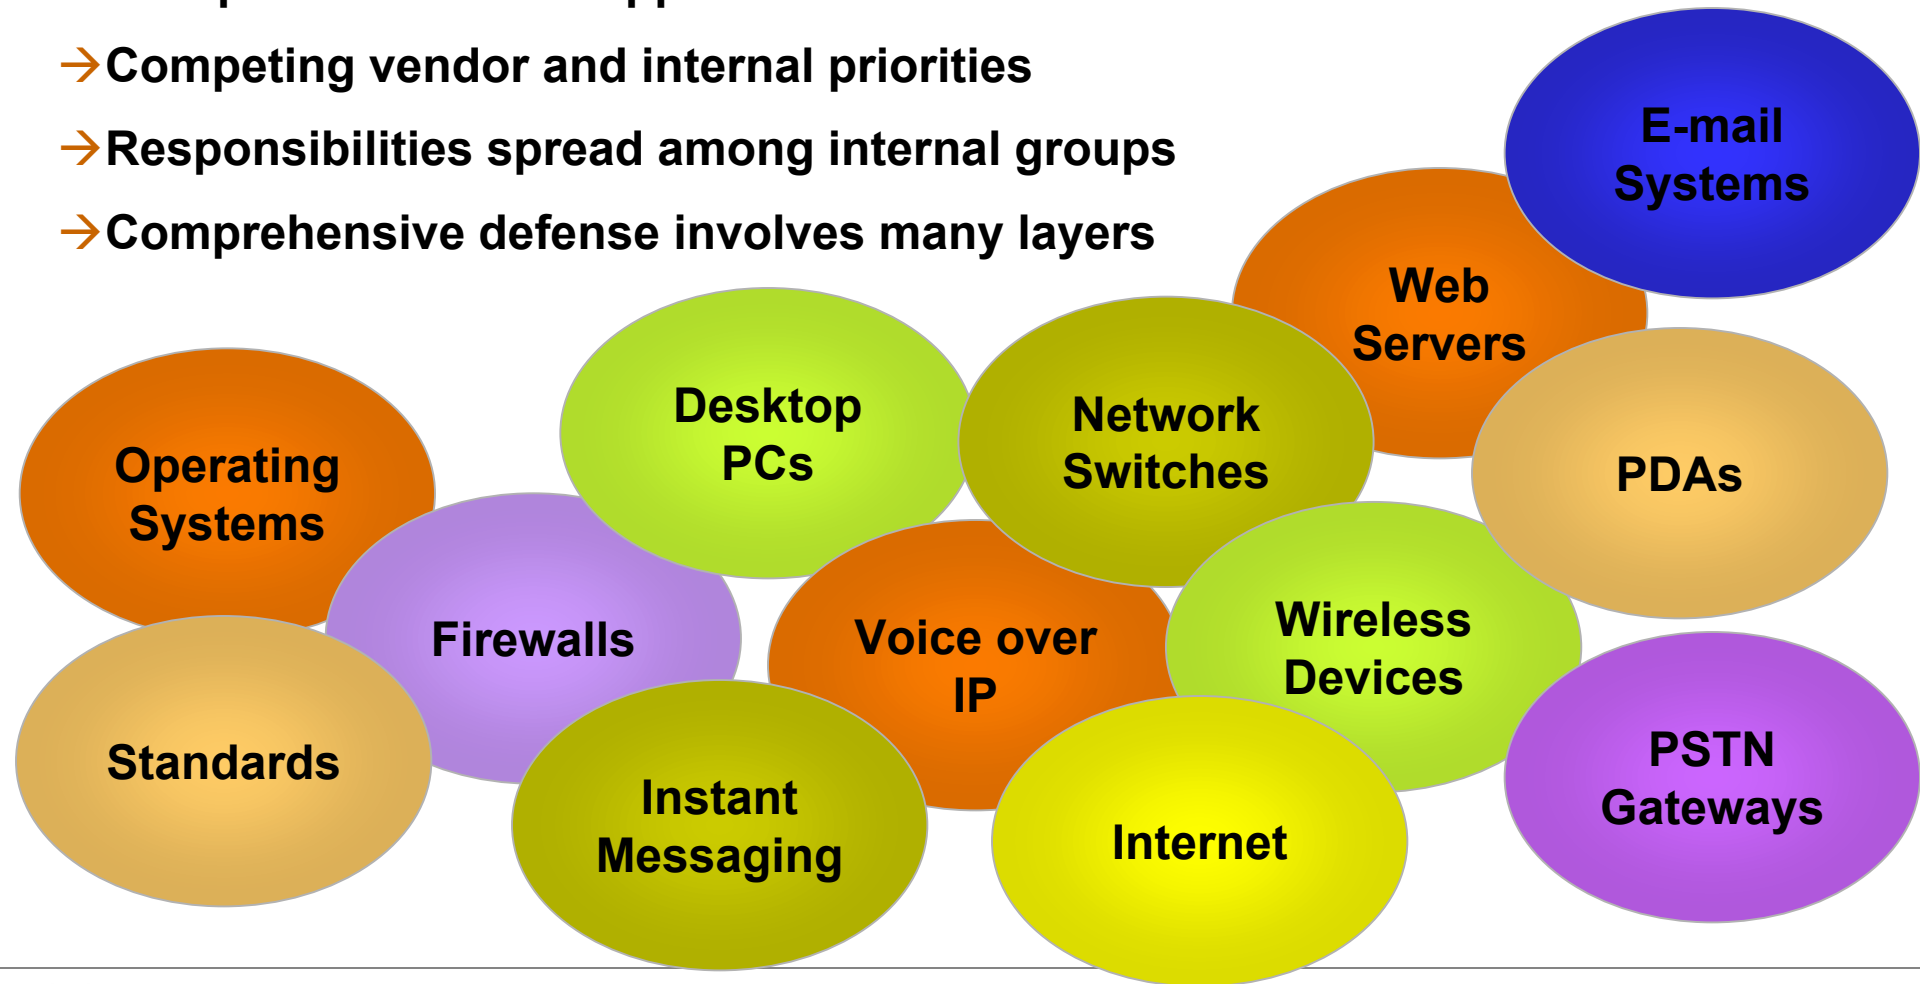 →Competing vendor and internal priorities
→Responsibilities spread among internal groups
→Comprehensive defense involves many layers
E-mail
Systems
Web
Servers
Desktop
PCs
Network
Switches
Operating
Systems
PDAs
Firewalls
Voice over
IP
Wireless
Devices
Standards
Instant
Messaging
Internet
PSTN
Gateways